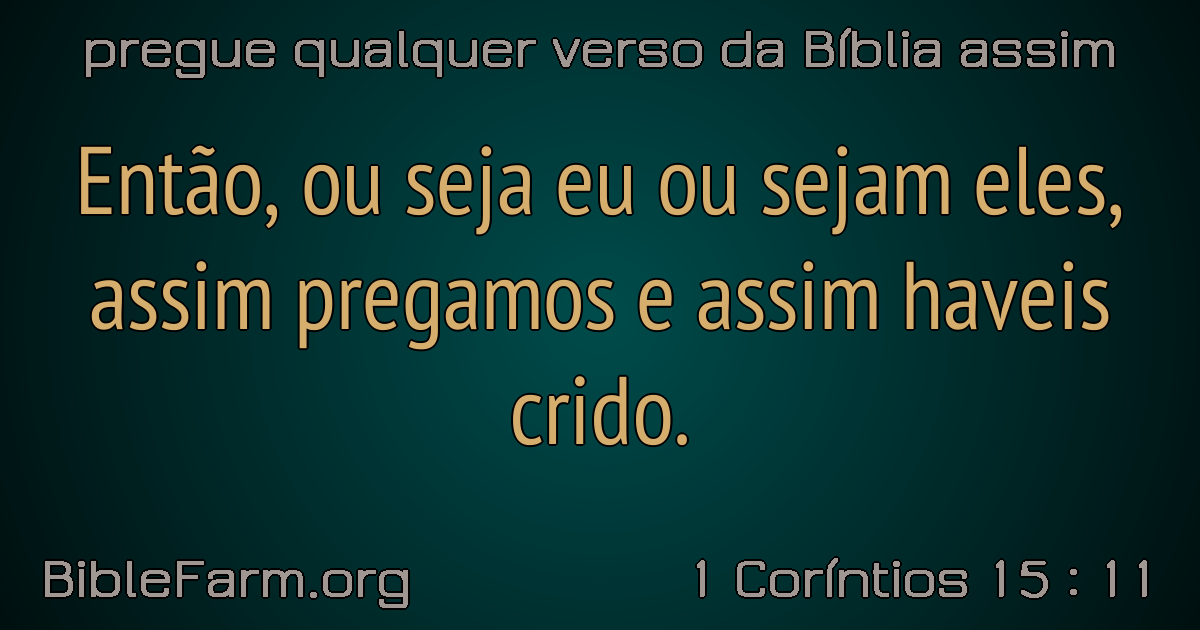 pregue qualquer verso da Bíblia assim
Então, ou seja eu ou sejam eles,
assim pregamos e assim haveis
crido.
BibleFarm.org
1 Coríntios 15 : 11